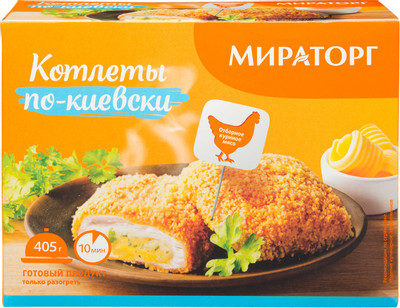 Котлеты
по-киевски
МИРАТОРГ
Отборное
куриное
мясо
405 г
10 мин
ГОТОВЫЙ ПРОДУКТ
только разогреть